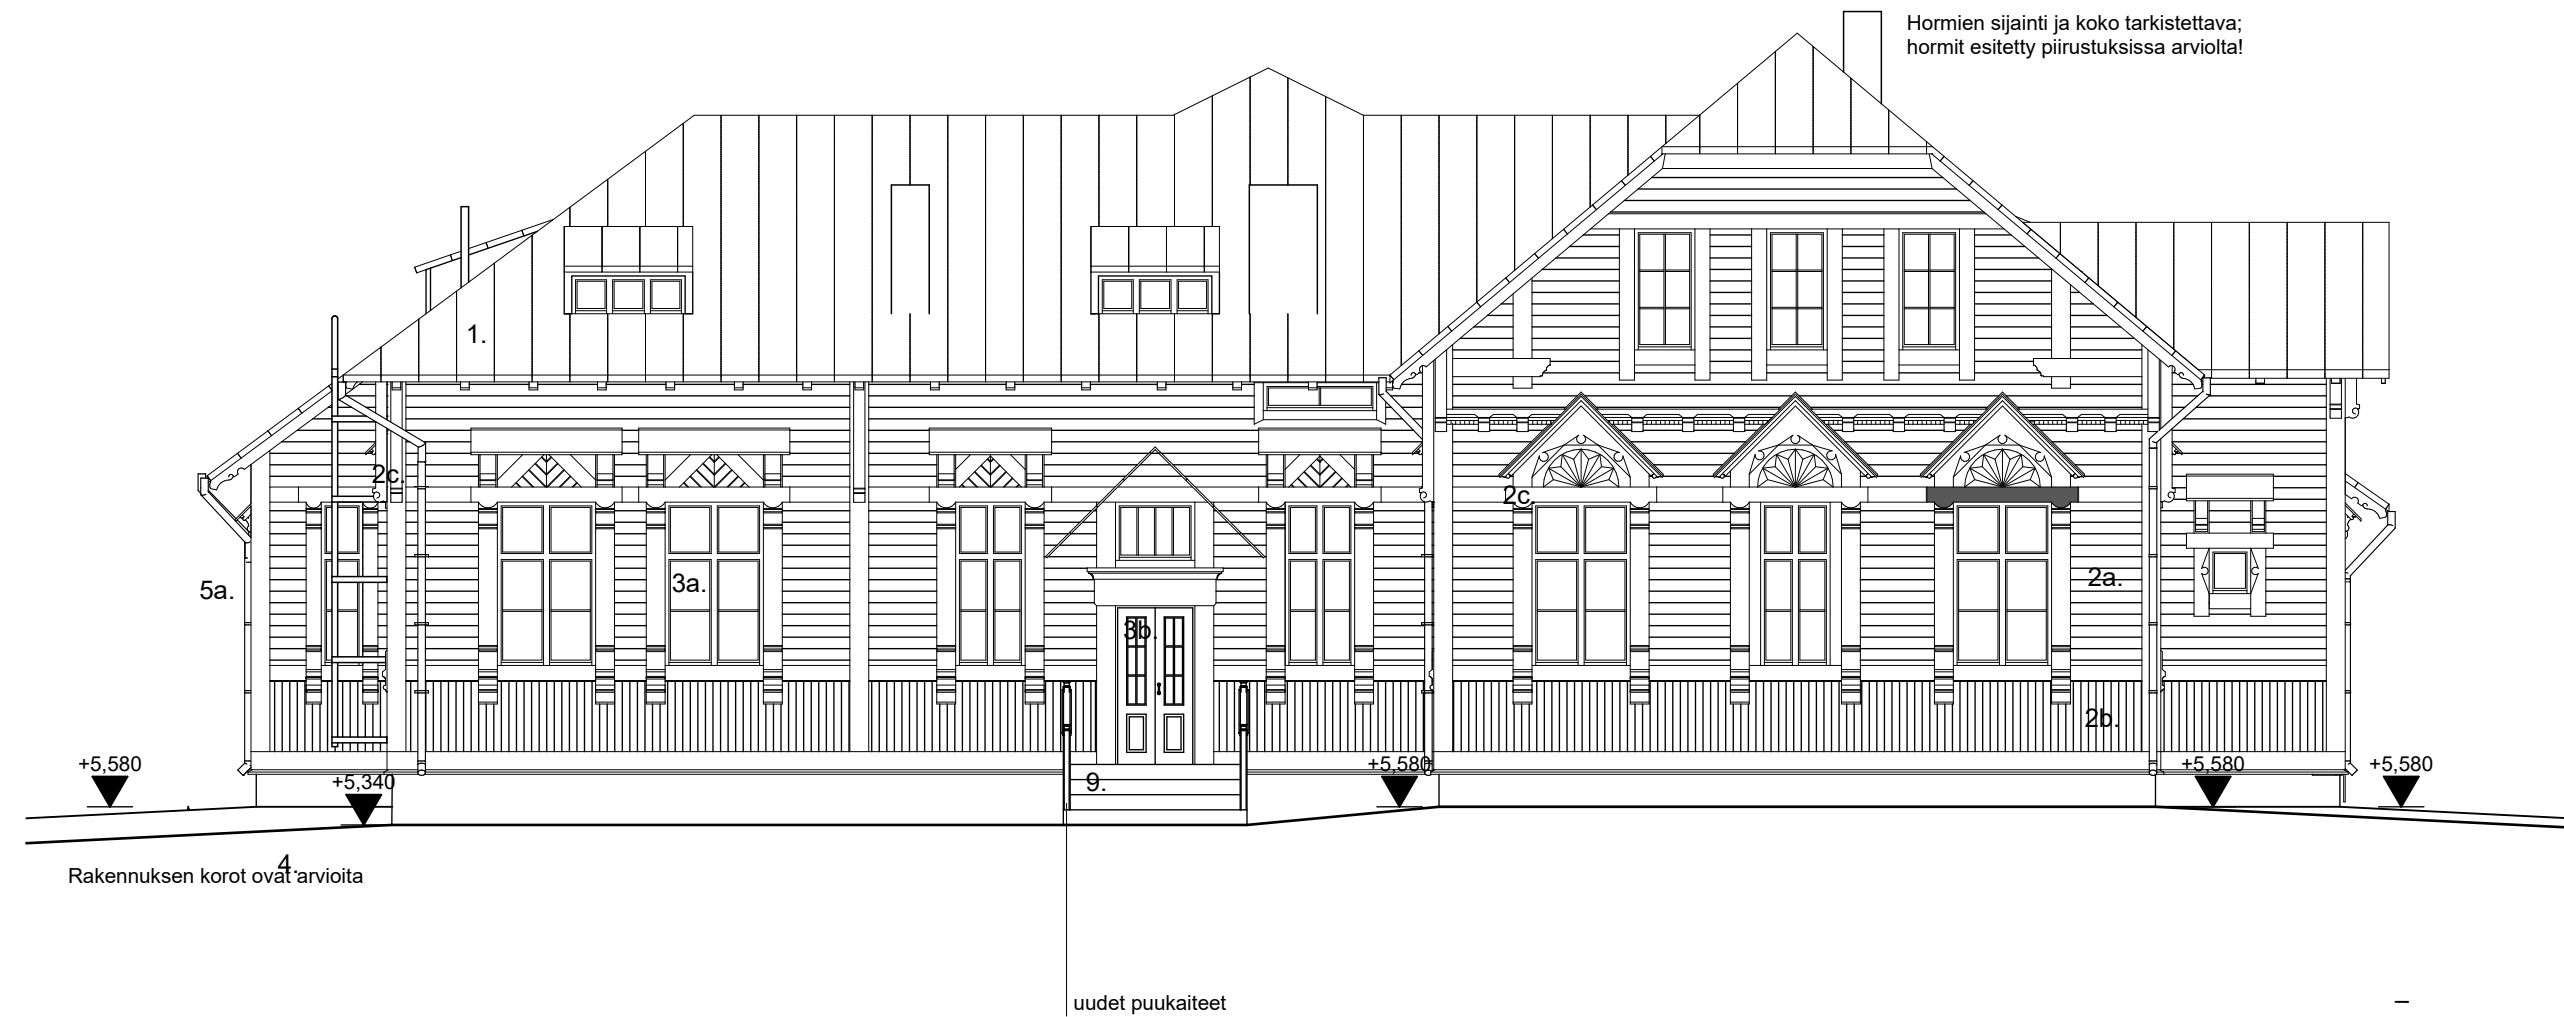 Hormien sijainti ja koko tarkistettava;
hormit esitetty piirustuksissa arviolta!
1.
2c.
2c.
5a.
3a.
2a.
3b.
2b.
+5,580
+5,340
9.
+5,580
+5,580
+5,580
4.
Rakennuksen korot ovat arvioita
uudet puukaiteet